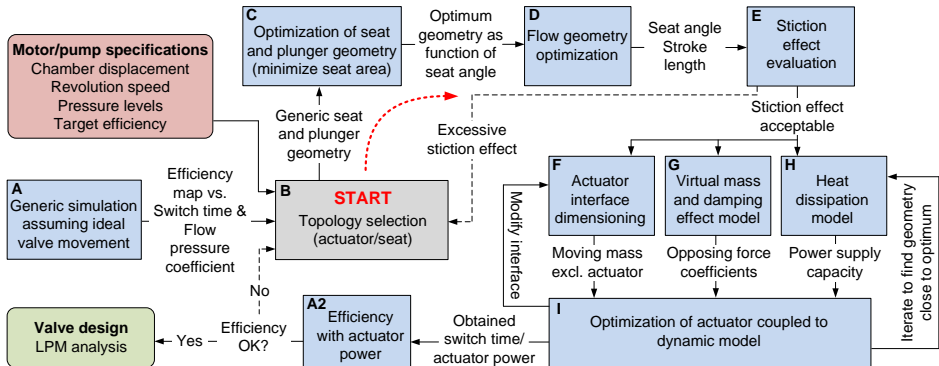 Motor/pump specifications
Chamber displacement
Revolution speed
Pressure levels
Target efficiency
C
Optimization of seat
and plunger geometry
(minimize seat area)
Optimum
geometry as
function of
seat angle
D
Flow geometry
optimization
Seat angle
Stroke
length
E
Stiction
effect
evaluation
Generic seat
and plunger
geometry
Excessive
stiction effect
Stiction effect
acceptable
A
Generic simulation
assuming ideal
valve movement
Efficiency
map vs.
Switch time &
Flow
pressure
coefficient
B
START
Topology selection
(actuator/seat)
Modify interface
F
Actuator
interface
dimensioning
G
Virtual mass
and damping
effect model
H
Heat
dissipation
model
Iterate to find geometry
close to optimum
Moving mass
excl. actuator
Opposing force
coefficients
Power supply
capacity
No
Valve design
LPM analysis
Yes
Efficiency
OK?
A2
Efficiency
with actuator
power
Obtained
switch time/
actuator power
I
Optimization of actuator coupled to
dynamic model